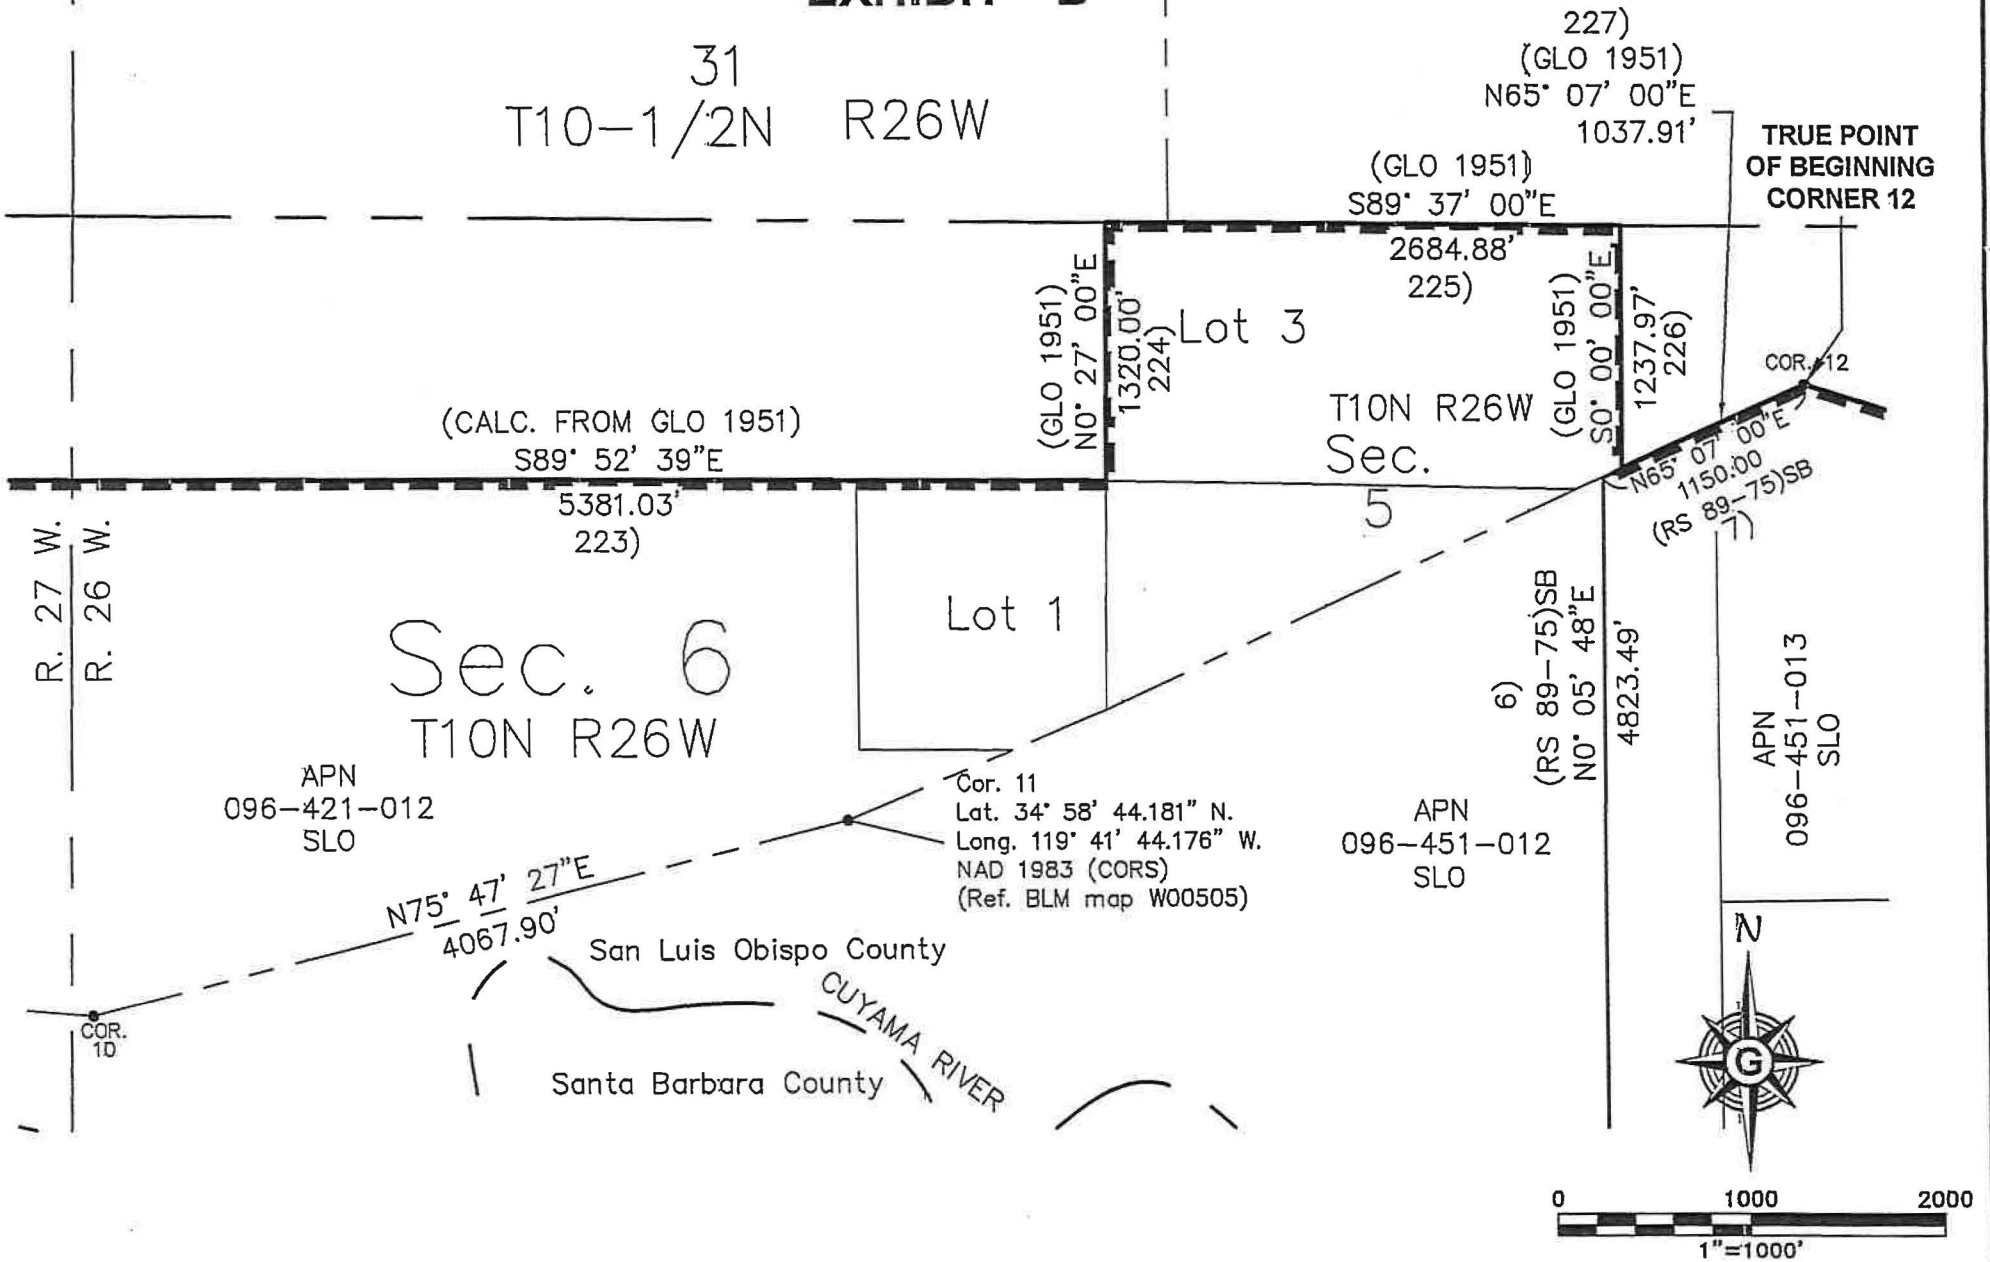 EXHIBIT "B"
31
T10-1/2N R26W
227)
(GLO 1951)
N65° 07' 00"E
1037.91'
TRUE POINT
OF BEGINNING
CORNER 12
(GLO 1951)
S89° 37' 00"E
2684.88'
225)
(GLO 1951)
N0° 27' 00"E
1320.00'
224)
Lot 3
(GLO 1951)
S0° 00' 00"E
1237.97'
226)
COR. 12
T10N R26W
Sec.
5
N65° 07' 00"E
1150.00
(RS 89-75)SB
7)
(CALC. FROM GLO 1951)
S89° 52' 39"E
5381.03'
223)
R. 27 W.
R. 26 W.
Lot 1
Sec. 6
T10N R26W
APN
096-421-012
SLO
Cor. 11
Lat. 34° 58' 44.181" N.
Long. 119° 41' 44.176" W.
NAD 1983 (CORS)
(Ref. BLM map W00505)
6)
(RS 89-75)SB
N0° 05' 48"E
4823.49'
APN
096-451-012
SLO
APN
096-451-013
SLO
N75° 47' 27"E
4067.90'
COR.
10
San Luis Obispo County
CUYAMA RIVER
Santa Barbara County
N
G
0 1000 2000
1"=1000'